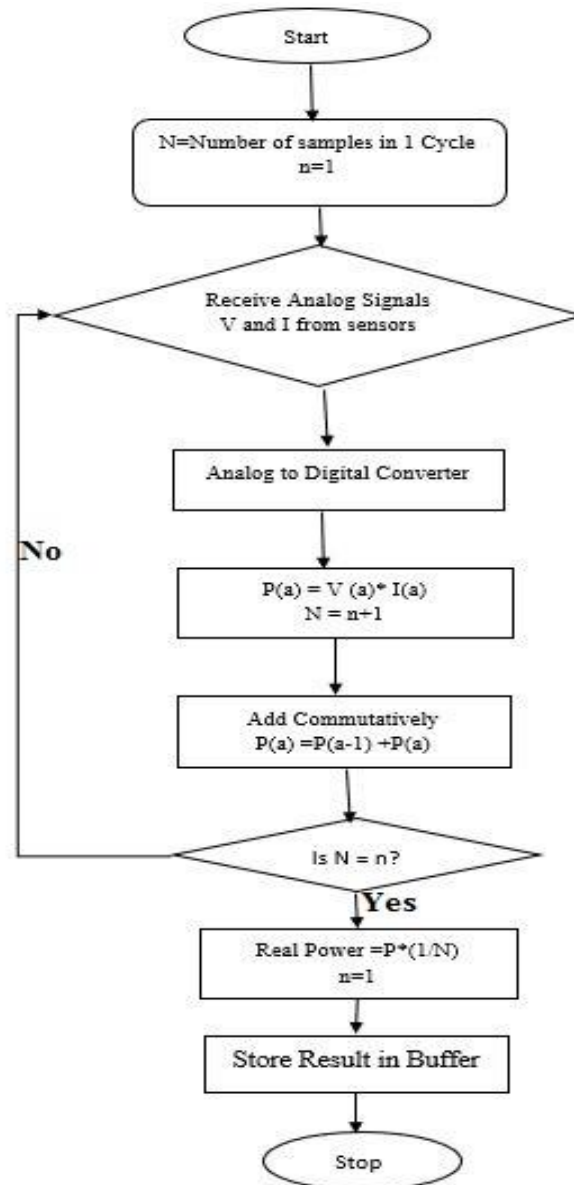 Start
N=Number of samples in 1 Cycle
n=1
Receive Analog Signals
V and I from sensors
Analog to Digital Converter
No
P(a) = V (a)* I(a)
N = n+1
Add Commutatively
P(a) =P(a-1) +P(a)
Is N = n?
Yes
Real Power =P*(1/N)
n=1
Store Result in Buffer
Stop